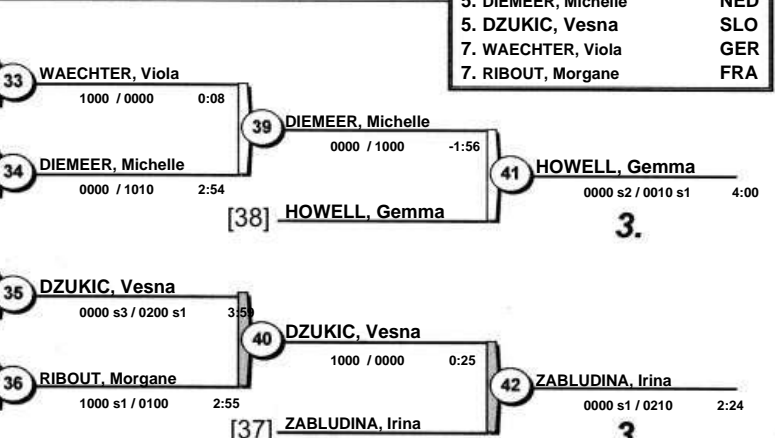 5. DIEMEER, Michelle NED
5. DZUKIC, Vesna SLO
7. WAECHTER, Viola GER
7. RIBOUT, Morgane FRA
33 WAECHTER, Viola
1000 / 0000 0:08
39 DIEMEER, Michelle
0000 / 1000 -1:56
34 DIEMEER, Michelle
0000 / 1010 2:54
41 HOWELL, Gemma
0000 s2 / 0010 s1 4:00
[38] HOWELL, Gemma
3.
35 DZUKIC, Vesna
0000 s3 / 0200 s1 3:59
40 DZUKIC, Vesna
1000 / 0000 0:25
36 RIBOUT, Morgane
1000 s1 / 0100 2:55
42 ZABLUDINA, Irina
0000 s1 / 0210 2:24
[37] ZABLUDINA, Irina
3